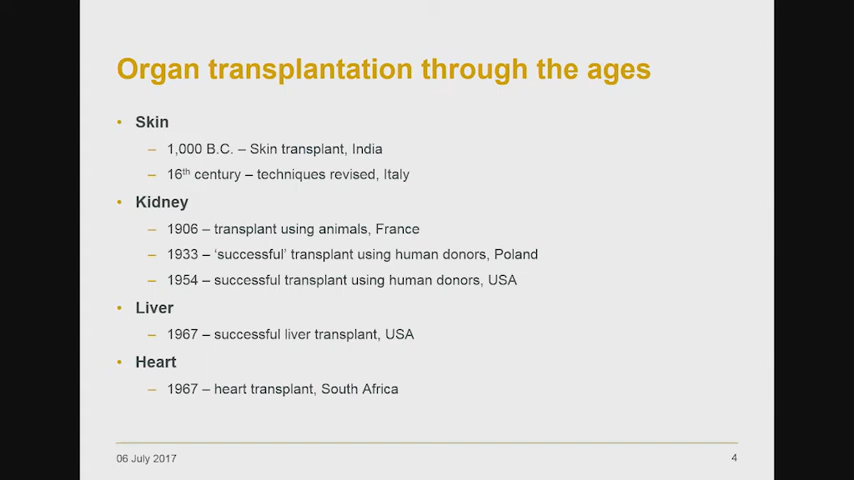 Organ transplantation through the ages
• Skin
– 1,000 B.C. – Skin transplant, India
– 16th century – techniques revised, Italy
• Kidney
– 1906 – transplant using animals, France
– 1933 – ‘successful’ transplant using human donors, Poland
– 1954 – successful transplant using human donors, USA
• Liver
– 1967 – successful liver transplant, USA
• Heart
– 1967 – heart transplant, South Africa
06 July 2017
4